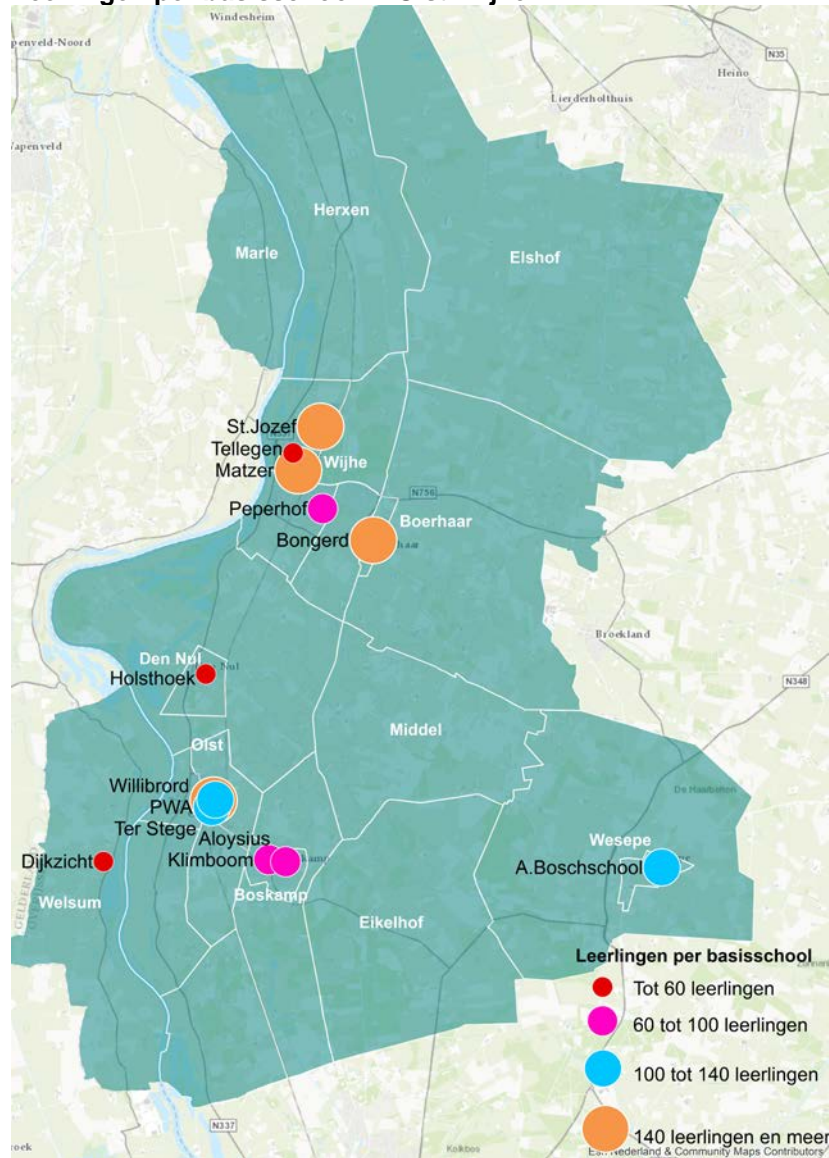 Windesheim
N35
Heino
Lierderholthuis
Herxen
Marle
Elshof
St.Jozef
Tellegen
Matzer
Wijhe
N756
Peperhof
Boerhaar
Bongerd
Broekland
Den Nul
Holsthoek
N348
Middel
Olst
Willibrord
PWA
Ter Stege
Aloysius
Klimboom
Dijkzicht
Welsum
Boskamp
Eikelhof
Wesepe
A.Boschschool
GELDERLAND
Leerlingen per basisschool
Tot 60 leerlingen
60 tot 100 leerlingen
100 tot 140 leerlingen
140 leerlingen en meer
N337
Kolkbos
Nederland & Community Maps Contributors